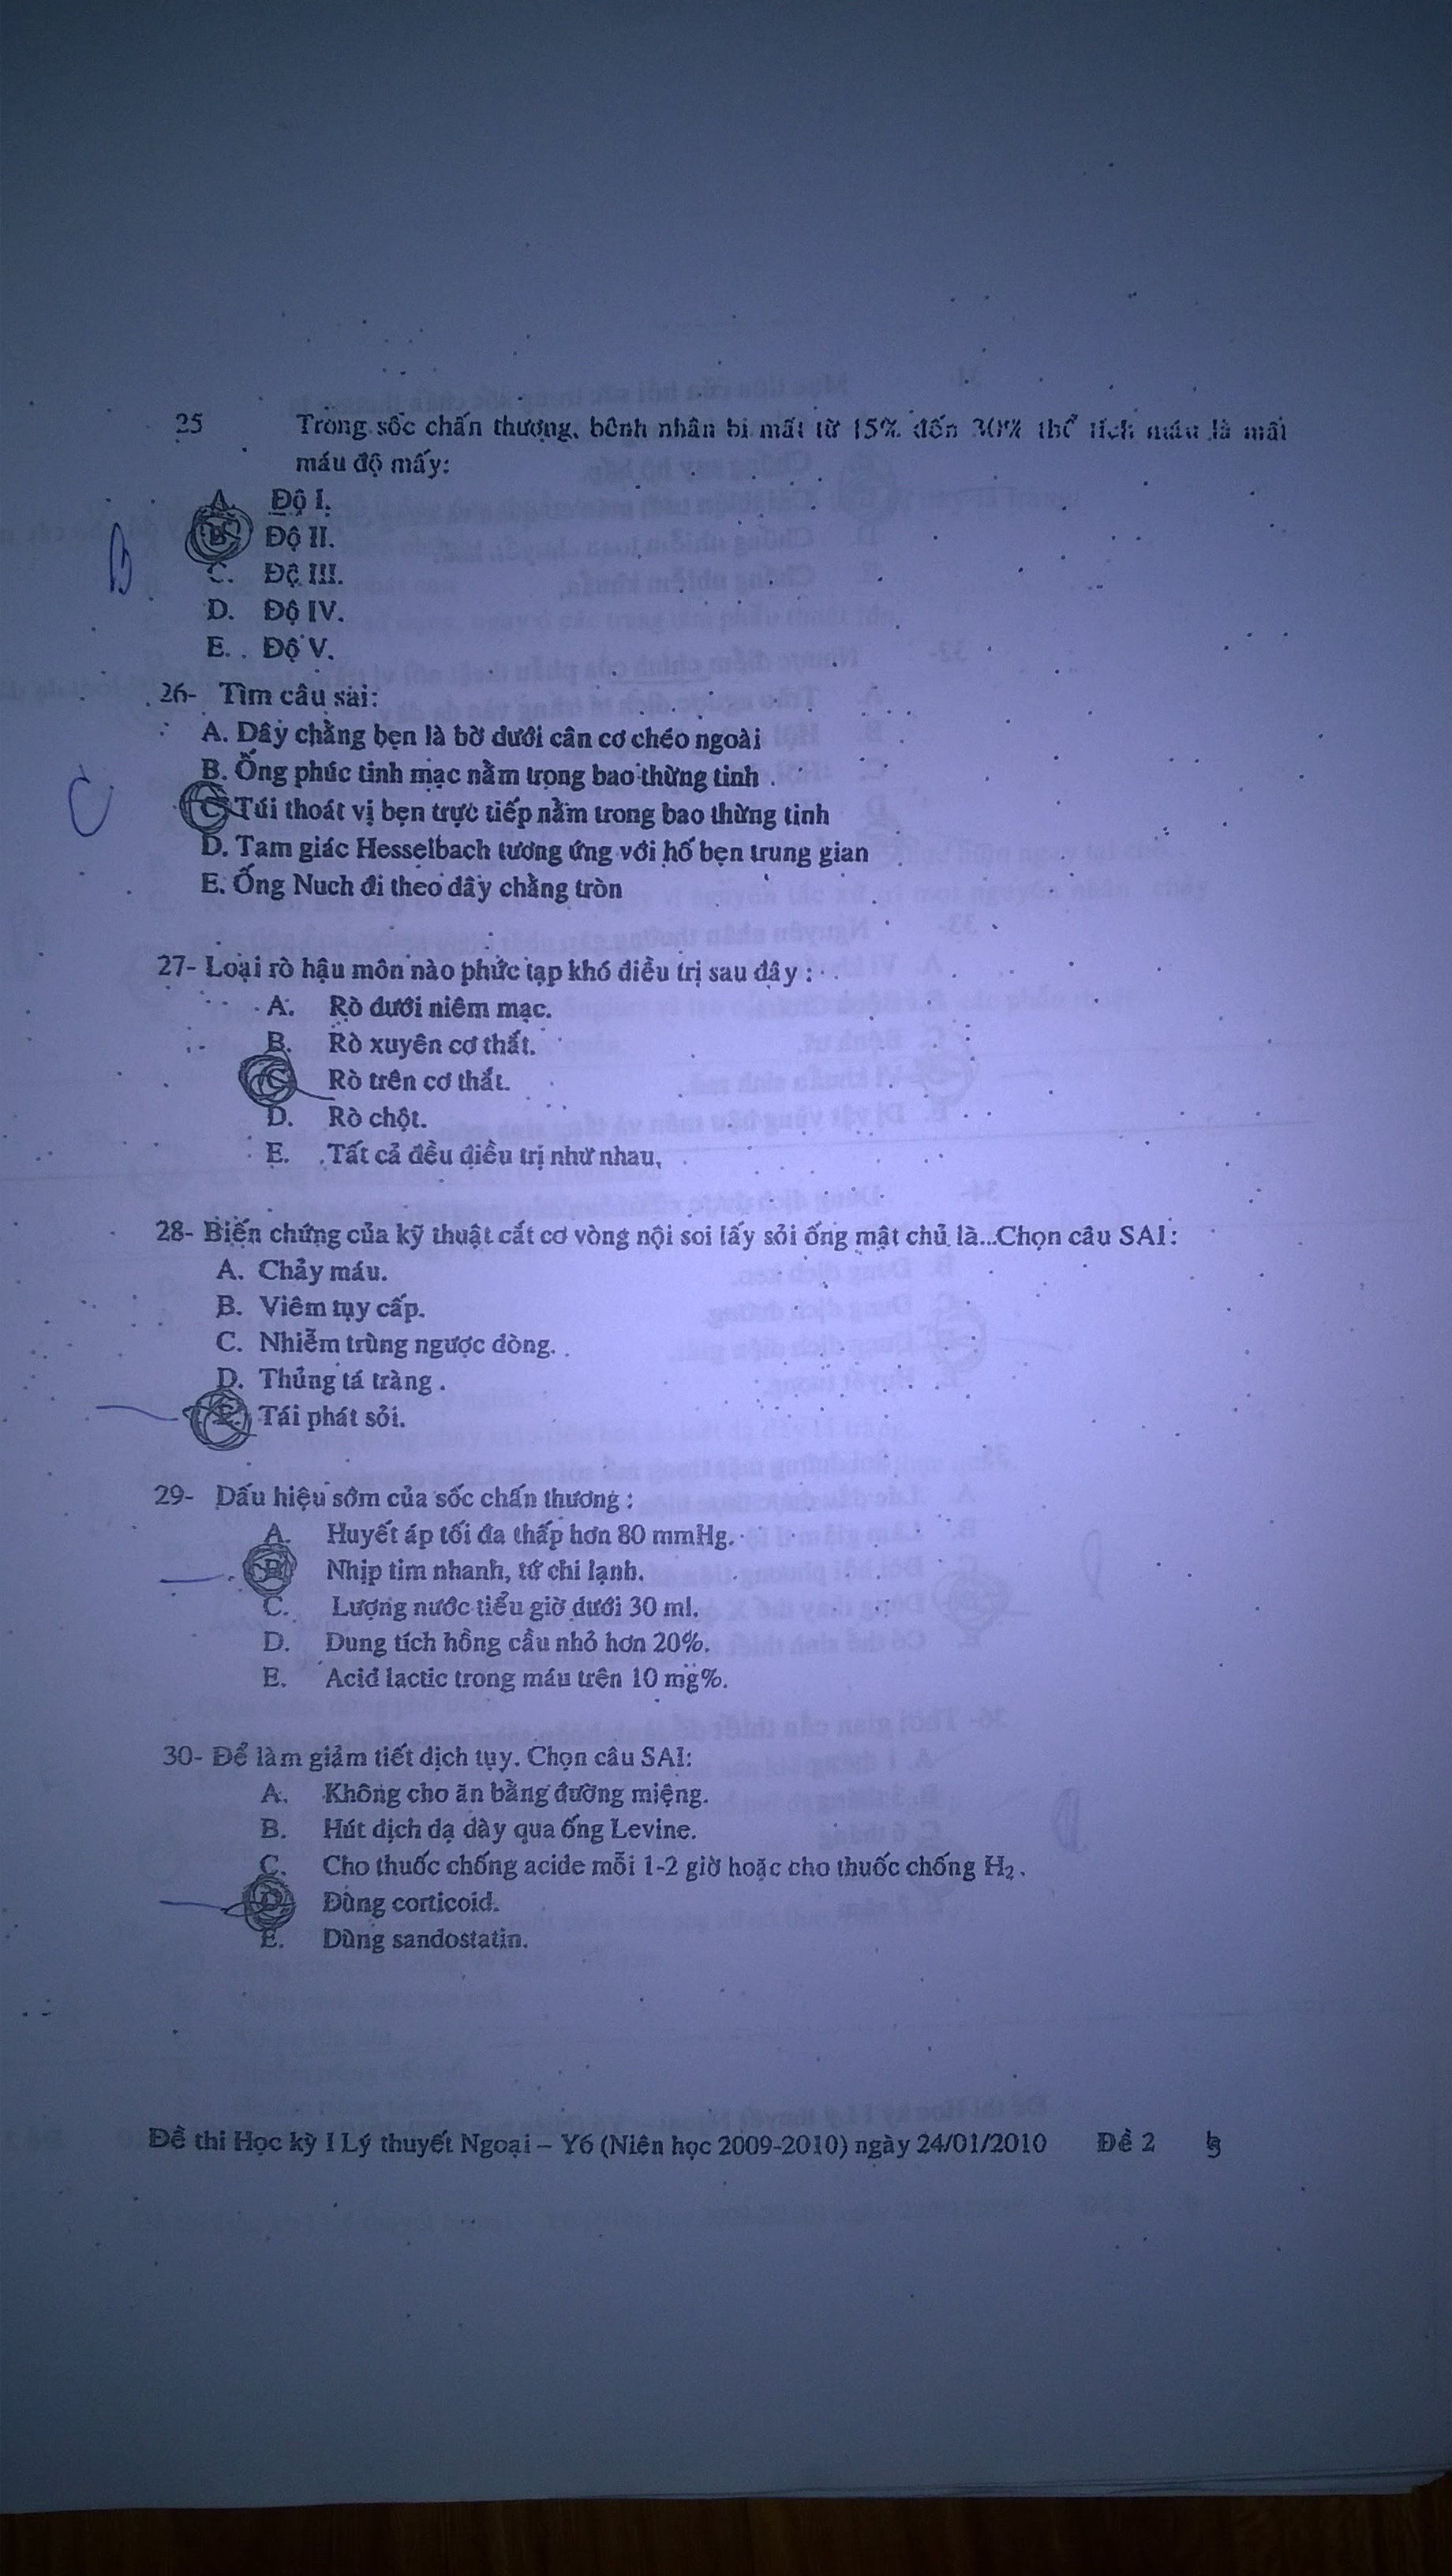 25 Trong sốc chấn thương, bệnh nhân bị mất từ 15% đến 30% thể tích máu là mất
máu độ mấy:
A. Độ I.
B. Độ II.
B
C. Độ III.
D. Độ IV.
E. Độ V.
26- Tìm câu sai:
A. Dây chằng bẹn là bờ dưới cân cơ chéo ngoài
B. Ống phúc tinh mạc nằm trong bao thừng tinh
C
C. Túi thoát vị bẹn trực tiếp nằm trong bao thừng tinh
D. Tam giác Hesselbach tương ứng với hố bẹn trung gian
E. Ống Nuch đi theo dây chằng tròn
27- Loại rò hậu môn nào phức tạp khó điều trị sau đây :
A. Rò dưới niêm mạc.
B. Rò xuyên cơ thắt.
C. Rò trên cơ thắt.
D. Rò chột.
E. Tất cả đều điều trị như nhau.
28- Biến chứng của kỹ thuật cắt cơ vòng nội soi lấy sỏi ống mật chủ là...Chọn câu SAI:
A. Chảy máu.
B. Viêm tụy cấp.
C. Nhiễm trùng ngược dòng.
D. Thủng tá tràng .
E. Tái phát sỏi.
29- Dấu hiệu sớm của sốc chấn thương :
A. Huyết áp tối đa thấp hơn 80 mmHg.
B. Nhịp tim nhanh, tứ chi lạnh.
C. Lượng nước tiểu giờ dưới 30 ml.
D. Dung tích hồng cầu nhỏ hơn 20%.
E. Acid lactic trong máu trên 10 mg%.
30- Để làm giảm tiết dịch tụy. Chọn câu SAI:
A. Không cho ăn bằng đường miệng.
B. Hút dịch dạ dày qua ống Levine.
C. Cho thuốc chống acide mỗi 1-2 giờ hoặc cho thuốc chống H₂.
D. Dùng corticoid.
E. Dùng sandostatin.
Đề thi Học kỳ I Lý thuyết Ngoại – Y6 (Niên học 2009-2010) ngày 24/01/2010 Đề 2